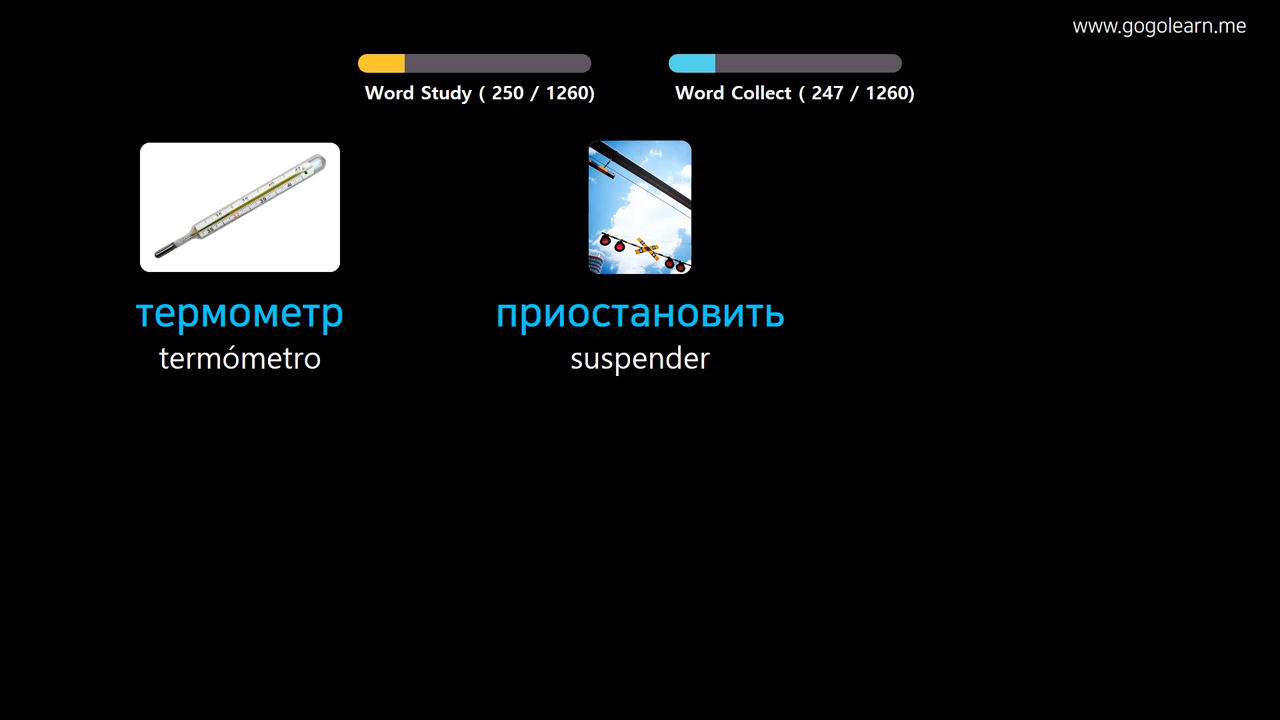 www.gogolearn.me
Word Study ( 250 / 1260)
Word Collect ( 247 / 1260)
термометр
termómetro
приостановить
suspender